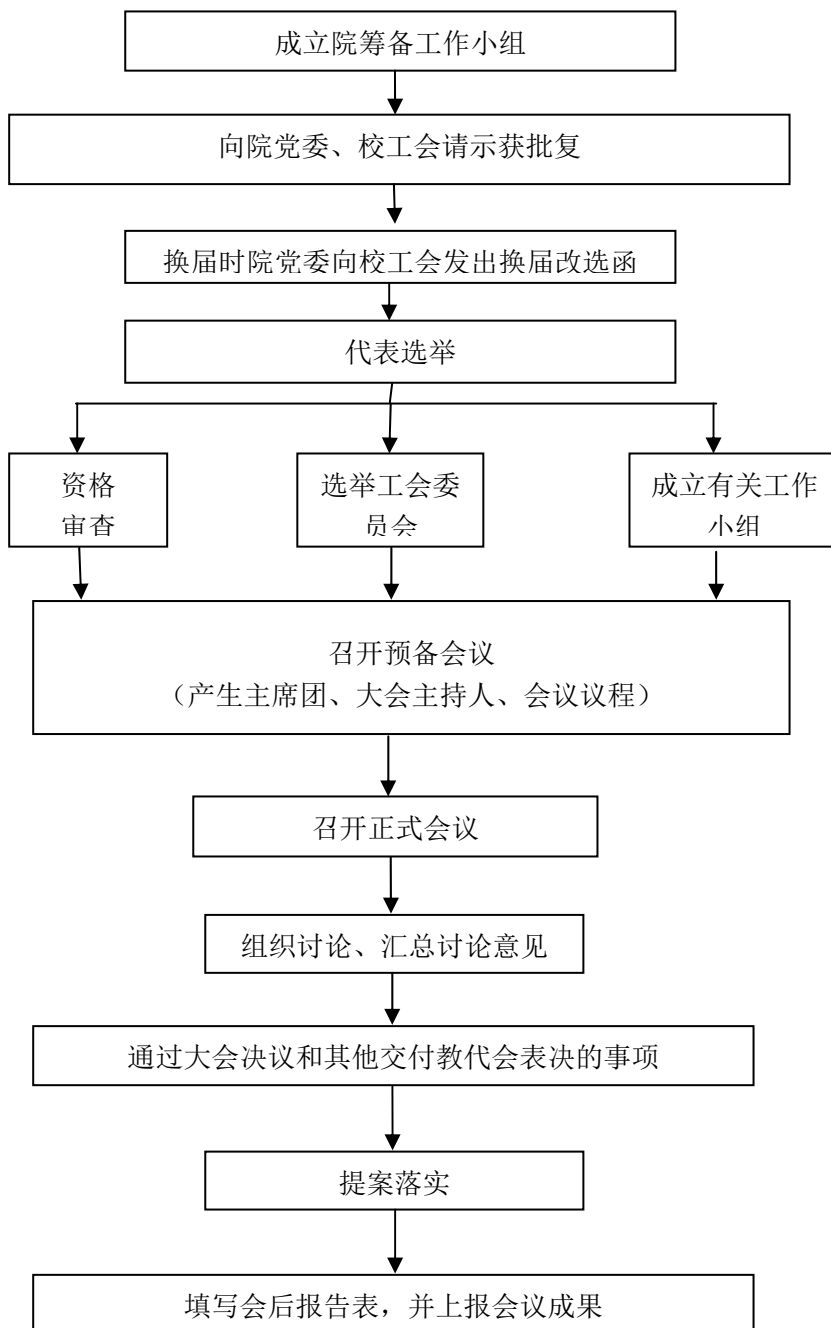 成立院筹备工作小组
向院党委、校工会请示获批复
换届时院党委向校工会发出换届改选函
代表选举
资格
审查
选举工会委
员会
成立有关工作
小组
召开预备会议
（产生主席团、大会主持人、会议议程）
召开正式会议
组织讨论、汇总讨论意见
通过大会决议和其他交付教代会表决的事项
提案落实
填写会后报告表，并上报会议成果